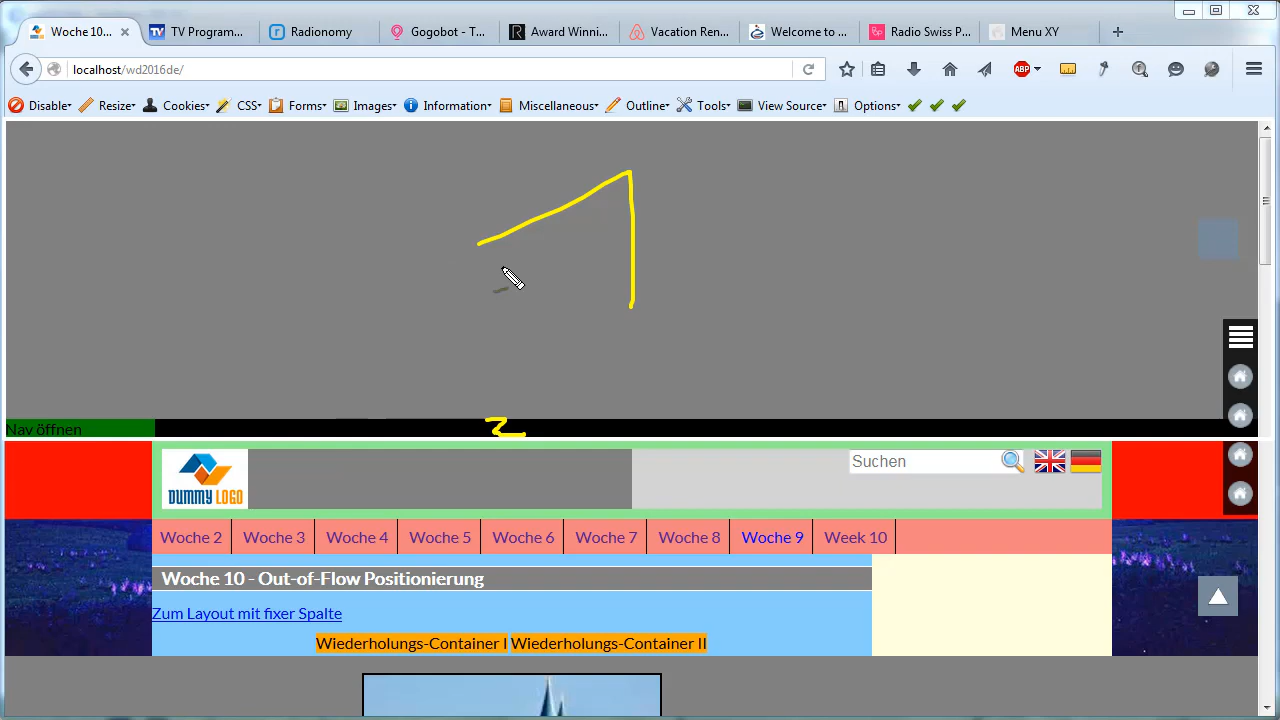 Woche 10...
TV Program...
Radionomy
Gogobot - T...
Award Winni...
Vacation Ren...
Welcome to ...
Radio Swiss P...
Menu XY
localhost/wd2016de/
ABP
Disable
Resize
Cookies
CSS
Forms
Images
Information
Miscellaneous
Outline
Tools
View Source
Options
1
Nav öffnen
2
DUMMY LOGO
Suchen
Woche 2
Woche 3
Woche 4
Woche 5
Woche 6
Woche 7
Woche 8
Woche 9
Week 10
Woche 10 - Out-of-Flow Positionierung
Zum Layout mit fixer Spalte
Wiederholungs-Container I Wiederholungs-Container II